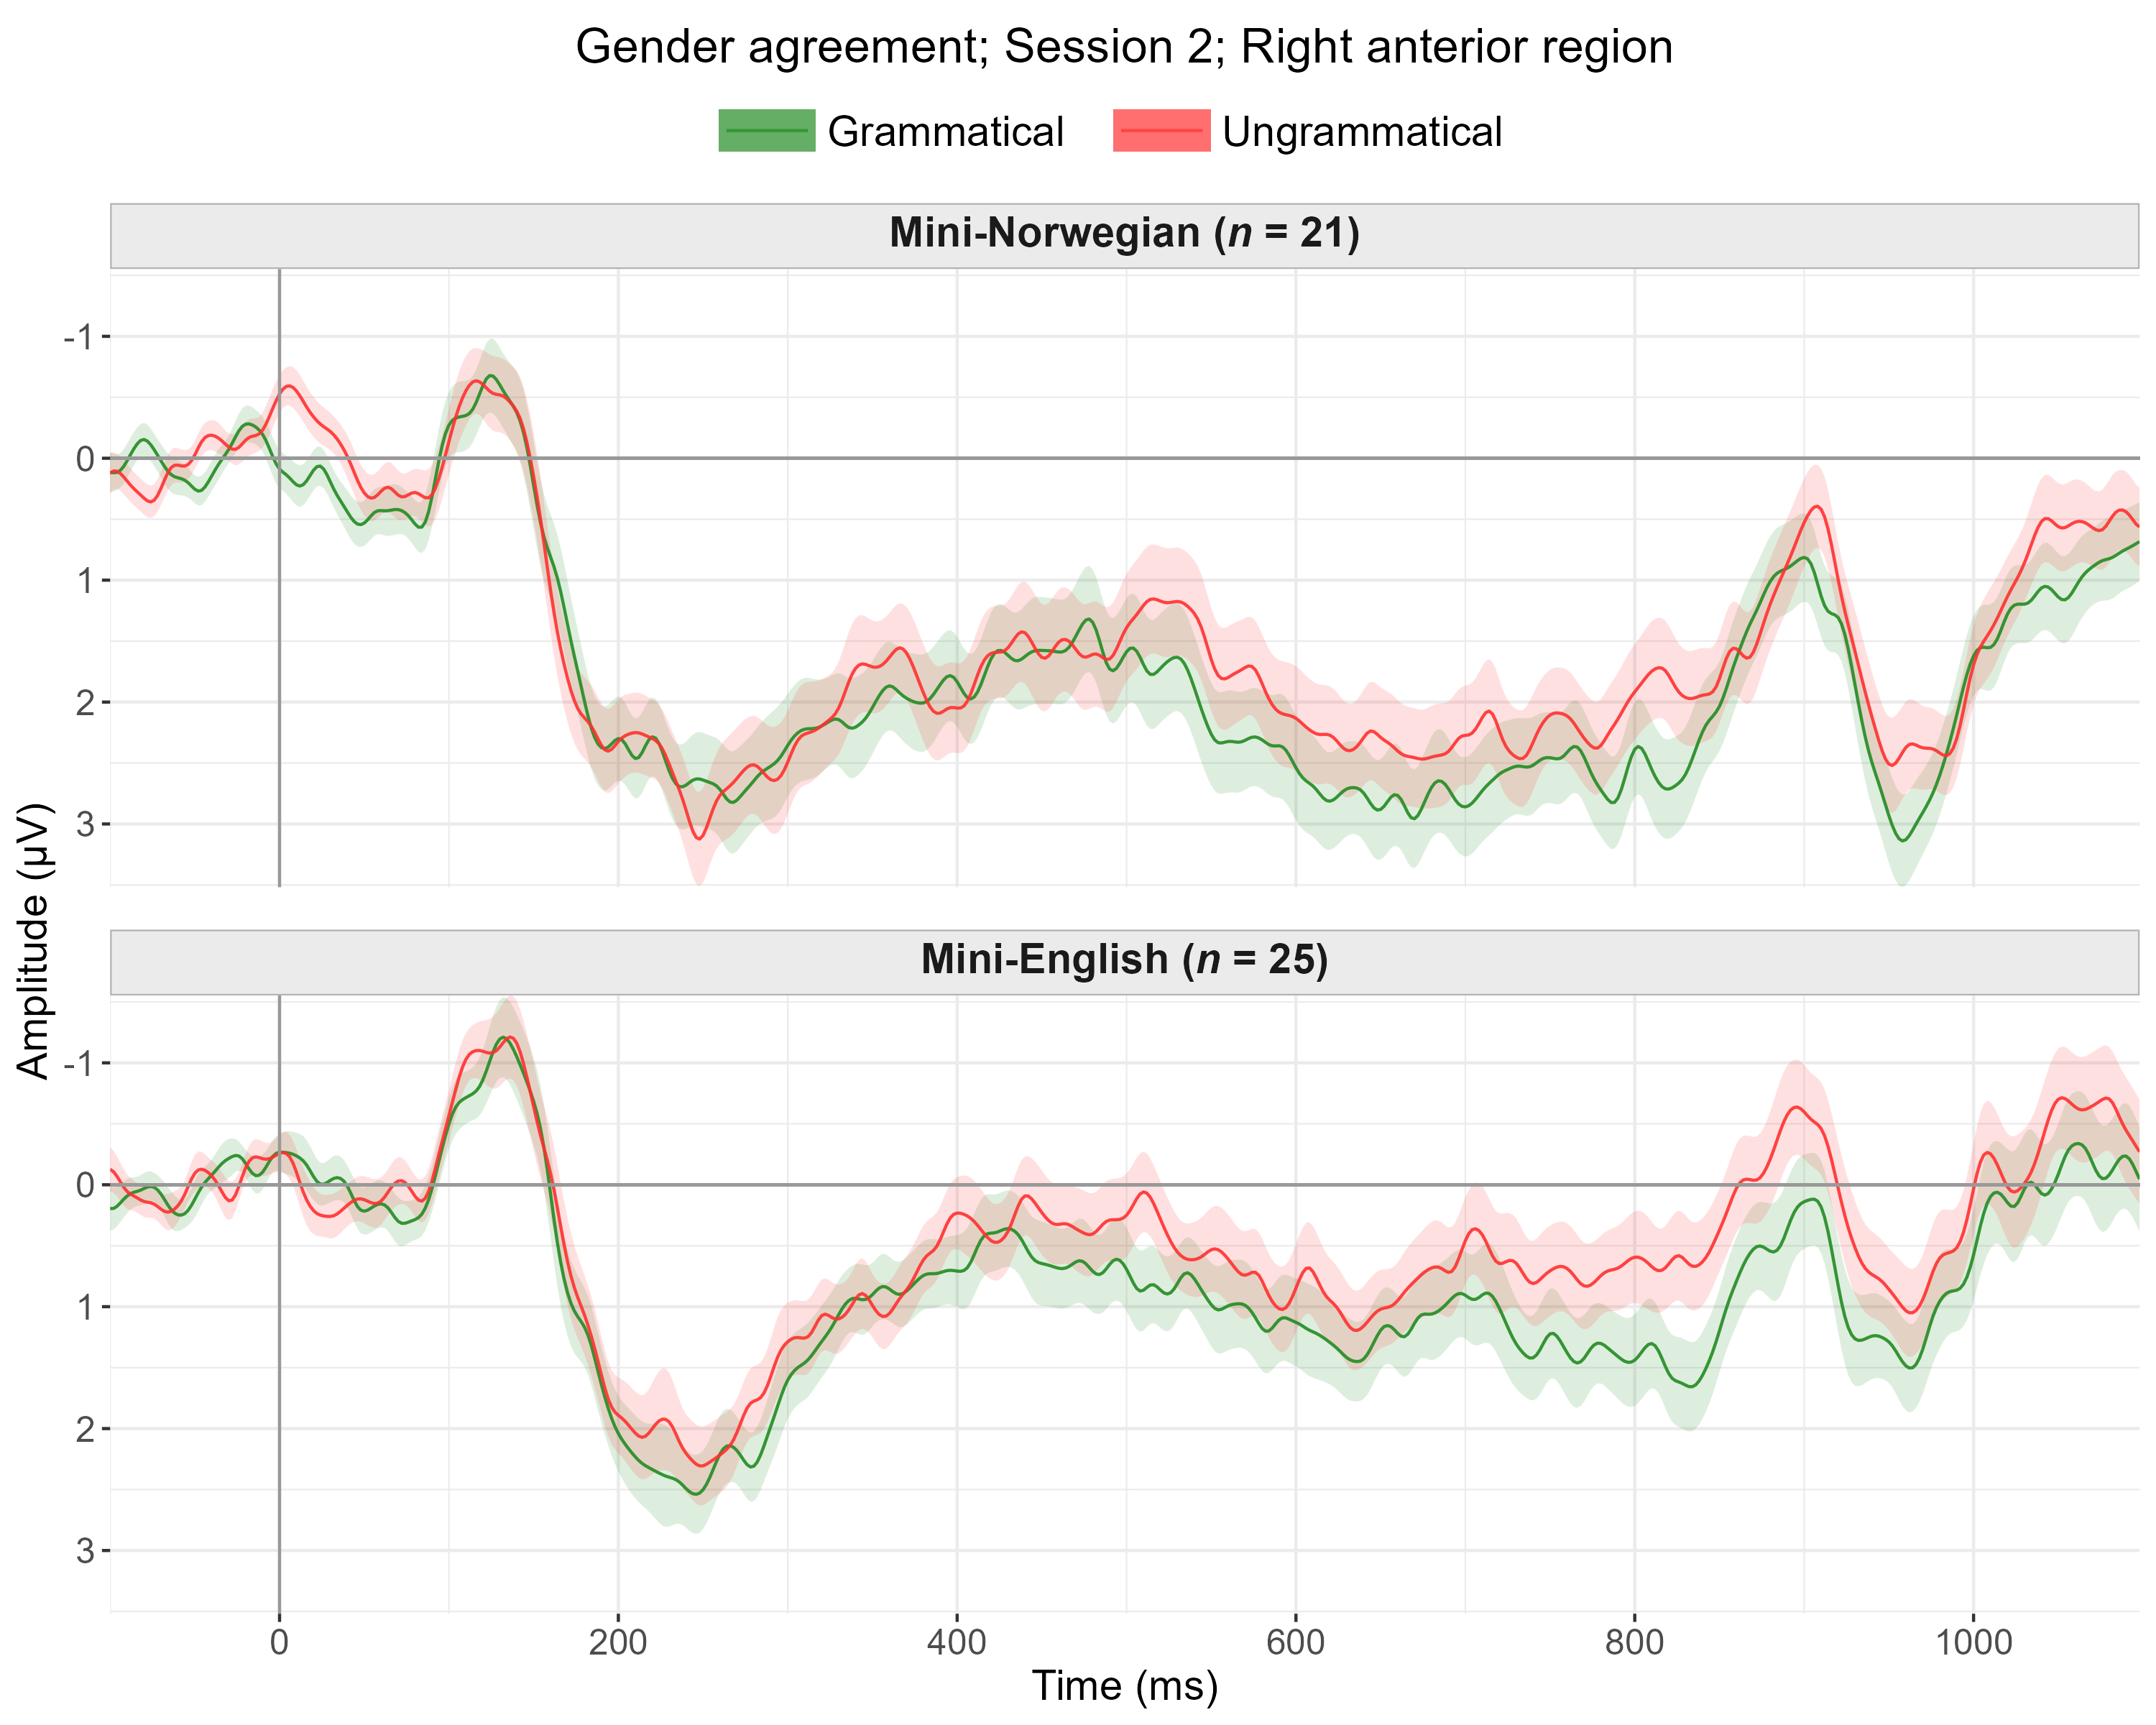 Gender agreement; Session 2; Right anterior region
Grammatical
Ungrammatical
Mini-Norwegian (n = 21)
-1
0
1
2
3
Mini-English (n = 25)
-1
0
1
2
3
Amplitude (µV)
0
200
400
600
800
1000
Time (ms)